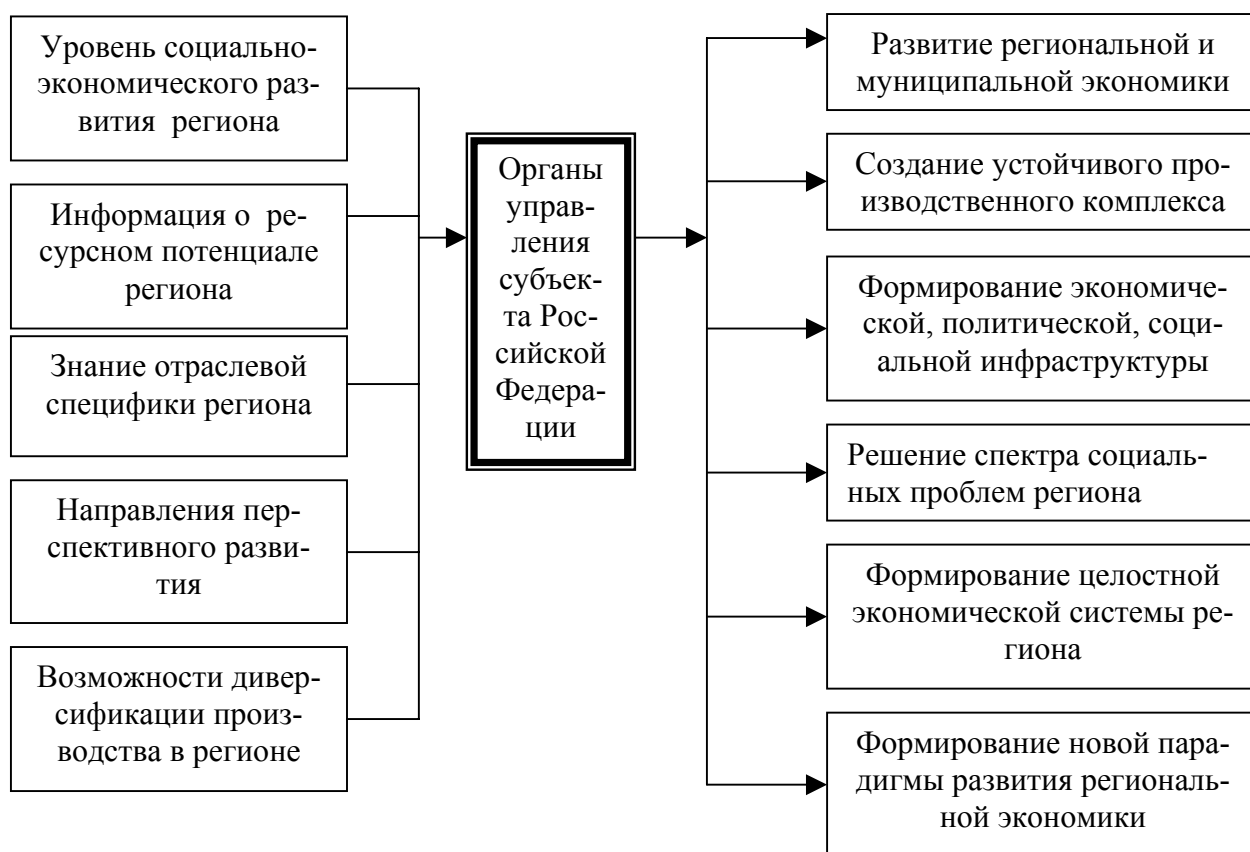 Уровень социально-
экономического раз-
вития региона
Информация о ре-
сурсном потенциале
региона
Знание отраслевой
специфики региона
Направления пер-
спективного разви-
тия
Возможности дивер-
сификации произ-
водства в регионе
Органы
управ-
ления
субъек-
та Рос-
сийской
Федера-
ции
Развитие региональной и
муниципальной экономики
Создание устойчивого про-
изводственного комплекса
Формирование экономиче-
ской, политической, соци-
альной инфраструктуры
Решение спектра социаль-
ных проблем региона
Формирование целостной
экономической системы ре-
гиона
Формирование новой пара-
дигмы развития региональ-
ной экономики